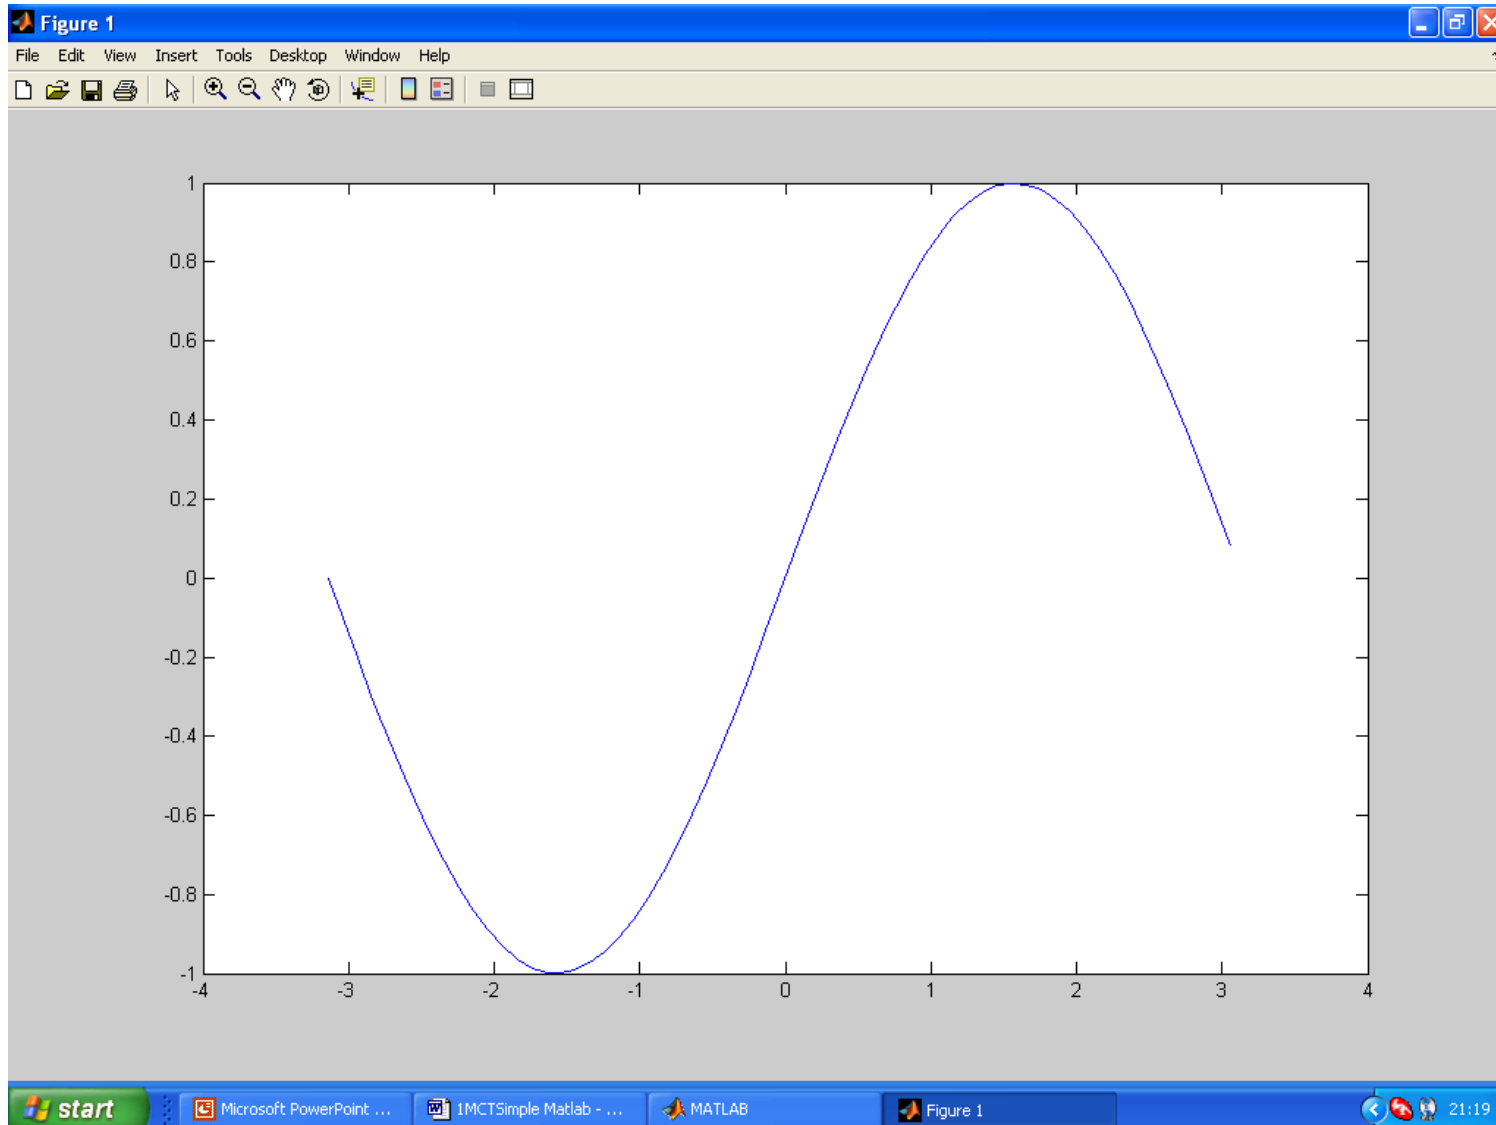 Figure 1
File Edit View Insert Tools Desktop Window Help
1
0.8
0.6
0.4
0.2
0
-0.2
-0.4
-0.6
-0.8
-1
-4 -3 -2 -1 0 1 2 3 4
start Microsoft PowerPoint ... 1MCTSimple Matlab - ... MATLAB Figure 1 21:19